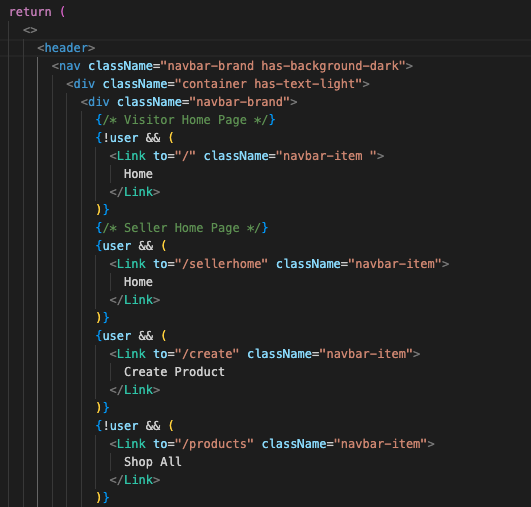 return (
<>
<header>
<nav className="navbar-brand has-background-dark">
<div className="container has-text-light">
<div className="navbar-brand">
{/* Visitor Home Page */}
{!user && (
<Link to="/" className="navbar-item ">
Home
</Link>
)}
{/* Seller Home Page */}
{user && (
<Link to="/sellerhome" className="navbar-item">
Home
</Link>
)}
{user && (
<Link to="/create" className="navbar-item">
Create Product
</Link>
)}
{!user && (
<Link to="/products" className="navbar-item">
Shop All
</Link>
)}